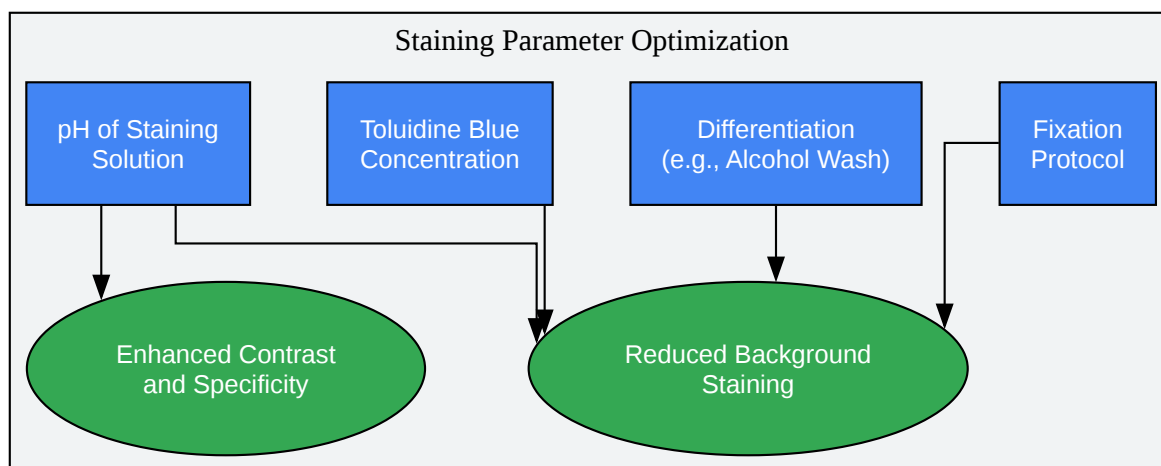 Staining Parameter Optimization
pH of Staining
Solution
Toluidine Blue
Concentration
Differentiation
(e.g., Alcohol Wash)
Fixation
Protocol
Enhanced Contrast
and Specificity
Reduced Background
Staining